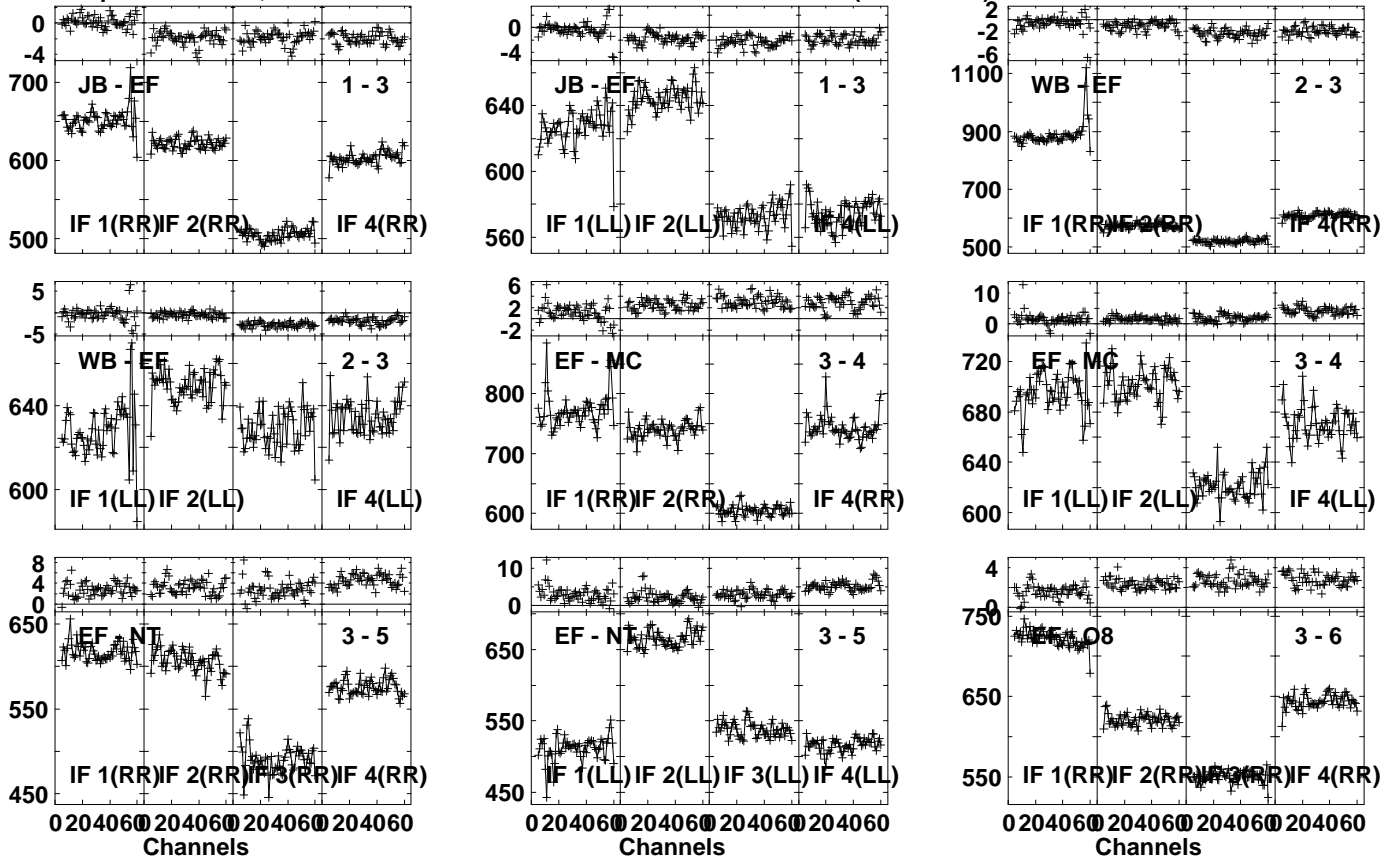 0
-4
700
600
500
JB - EF
1 - 3
IF 1(RR)
IF 2(RR)
IF 4(RR)
0
-4
640
600
560
JB - EF
1 - 3
IF 1(LL)
IF 2(LL)
IF 4(LL)
2
-2
-6
1100
900
700
500
WB - EF
2 - 3
IF 1(RR)
IF 2(RR)
IF 4(RR)
5
-5
640
600
WB - EF
2 - 3
IF 1(LL)
IF 2(LL)
IF 4(LL)
6
2
-2
800
700
600
EF - MC
3 - 4
IF 1(RR)
IF 2(RR)
IF 4(RR)
10
0
720
680
640
600
EF - MC
3 - 4
IF 1(LL)
IF 2(LL)
IF 4(LL)
8
4
0
650
550
450
EF - NT
3 - 5
IF 1(RR)
IF 2(RR)
IF 3(RR)
IF 4(RR)
0 20 40 60 0 20 40 60 0 20 40 60 0 20 40 60
Channels
10
0
650
550
450
EF - NT
3 - 5
IF 1(LL)
IF 2(LL)
IF 3(LL)
IF 4(LL)
0 20 40 60 0 20 40 60 0 20 40 60 0 20 40 60
Channels
4
0
750
650
550
EF - O8
3 - 6
IF 1(RR)
IF 2(RR)
IF 3(RR)
IF 4(RR)
0 20 40 60 0 20 40 60 0 20 40 60 0 20 40 60
Channels